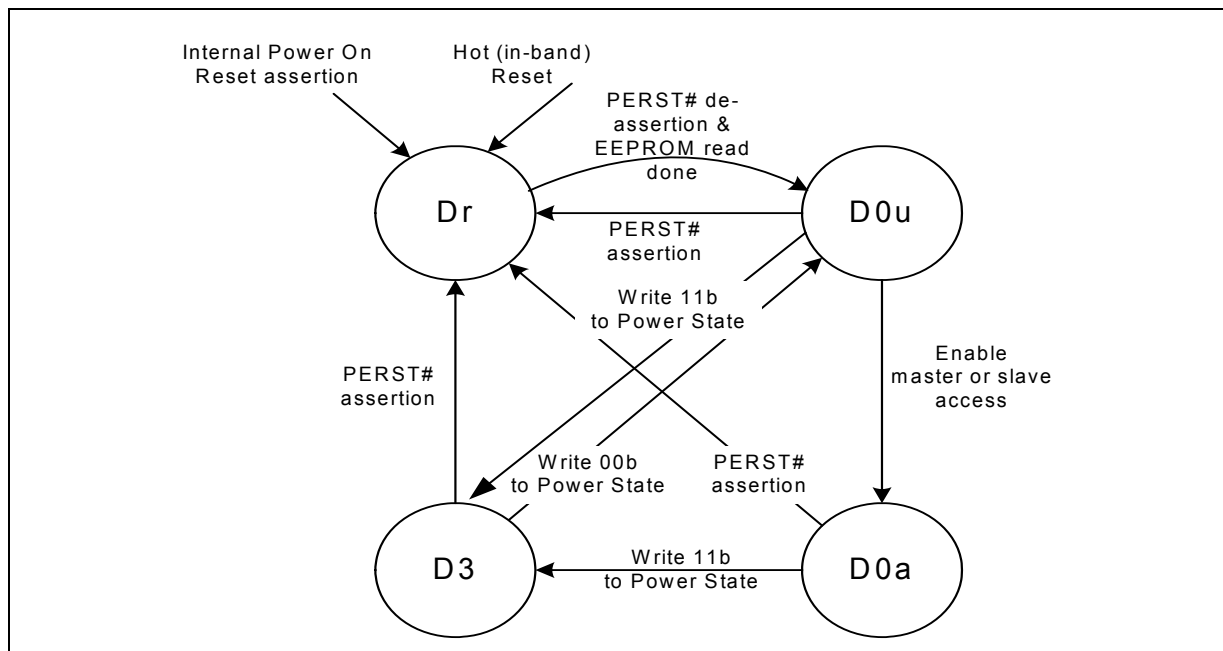 Internal Power On
Reset assertion
Hot (in-band)
Reset
PERST# de-
assertion &
EEPROM read
done
Dr
D0u
PERST#
assertion
Write 11b
to Power State
PERST#
assertion
Enable
master or slave
access
Write 00b
to Power State
PERST#
assertion
D3
Write 11b
to Power State
D0a